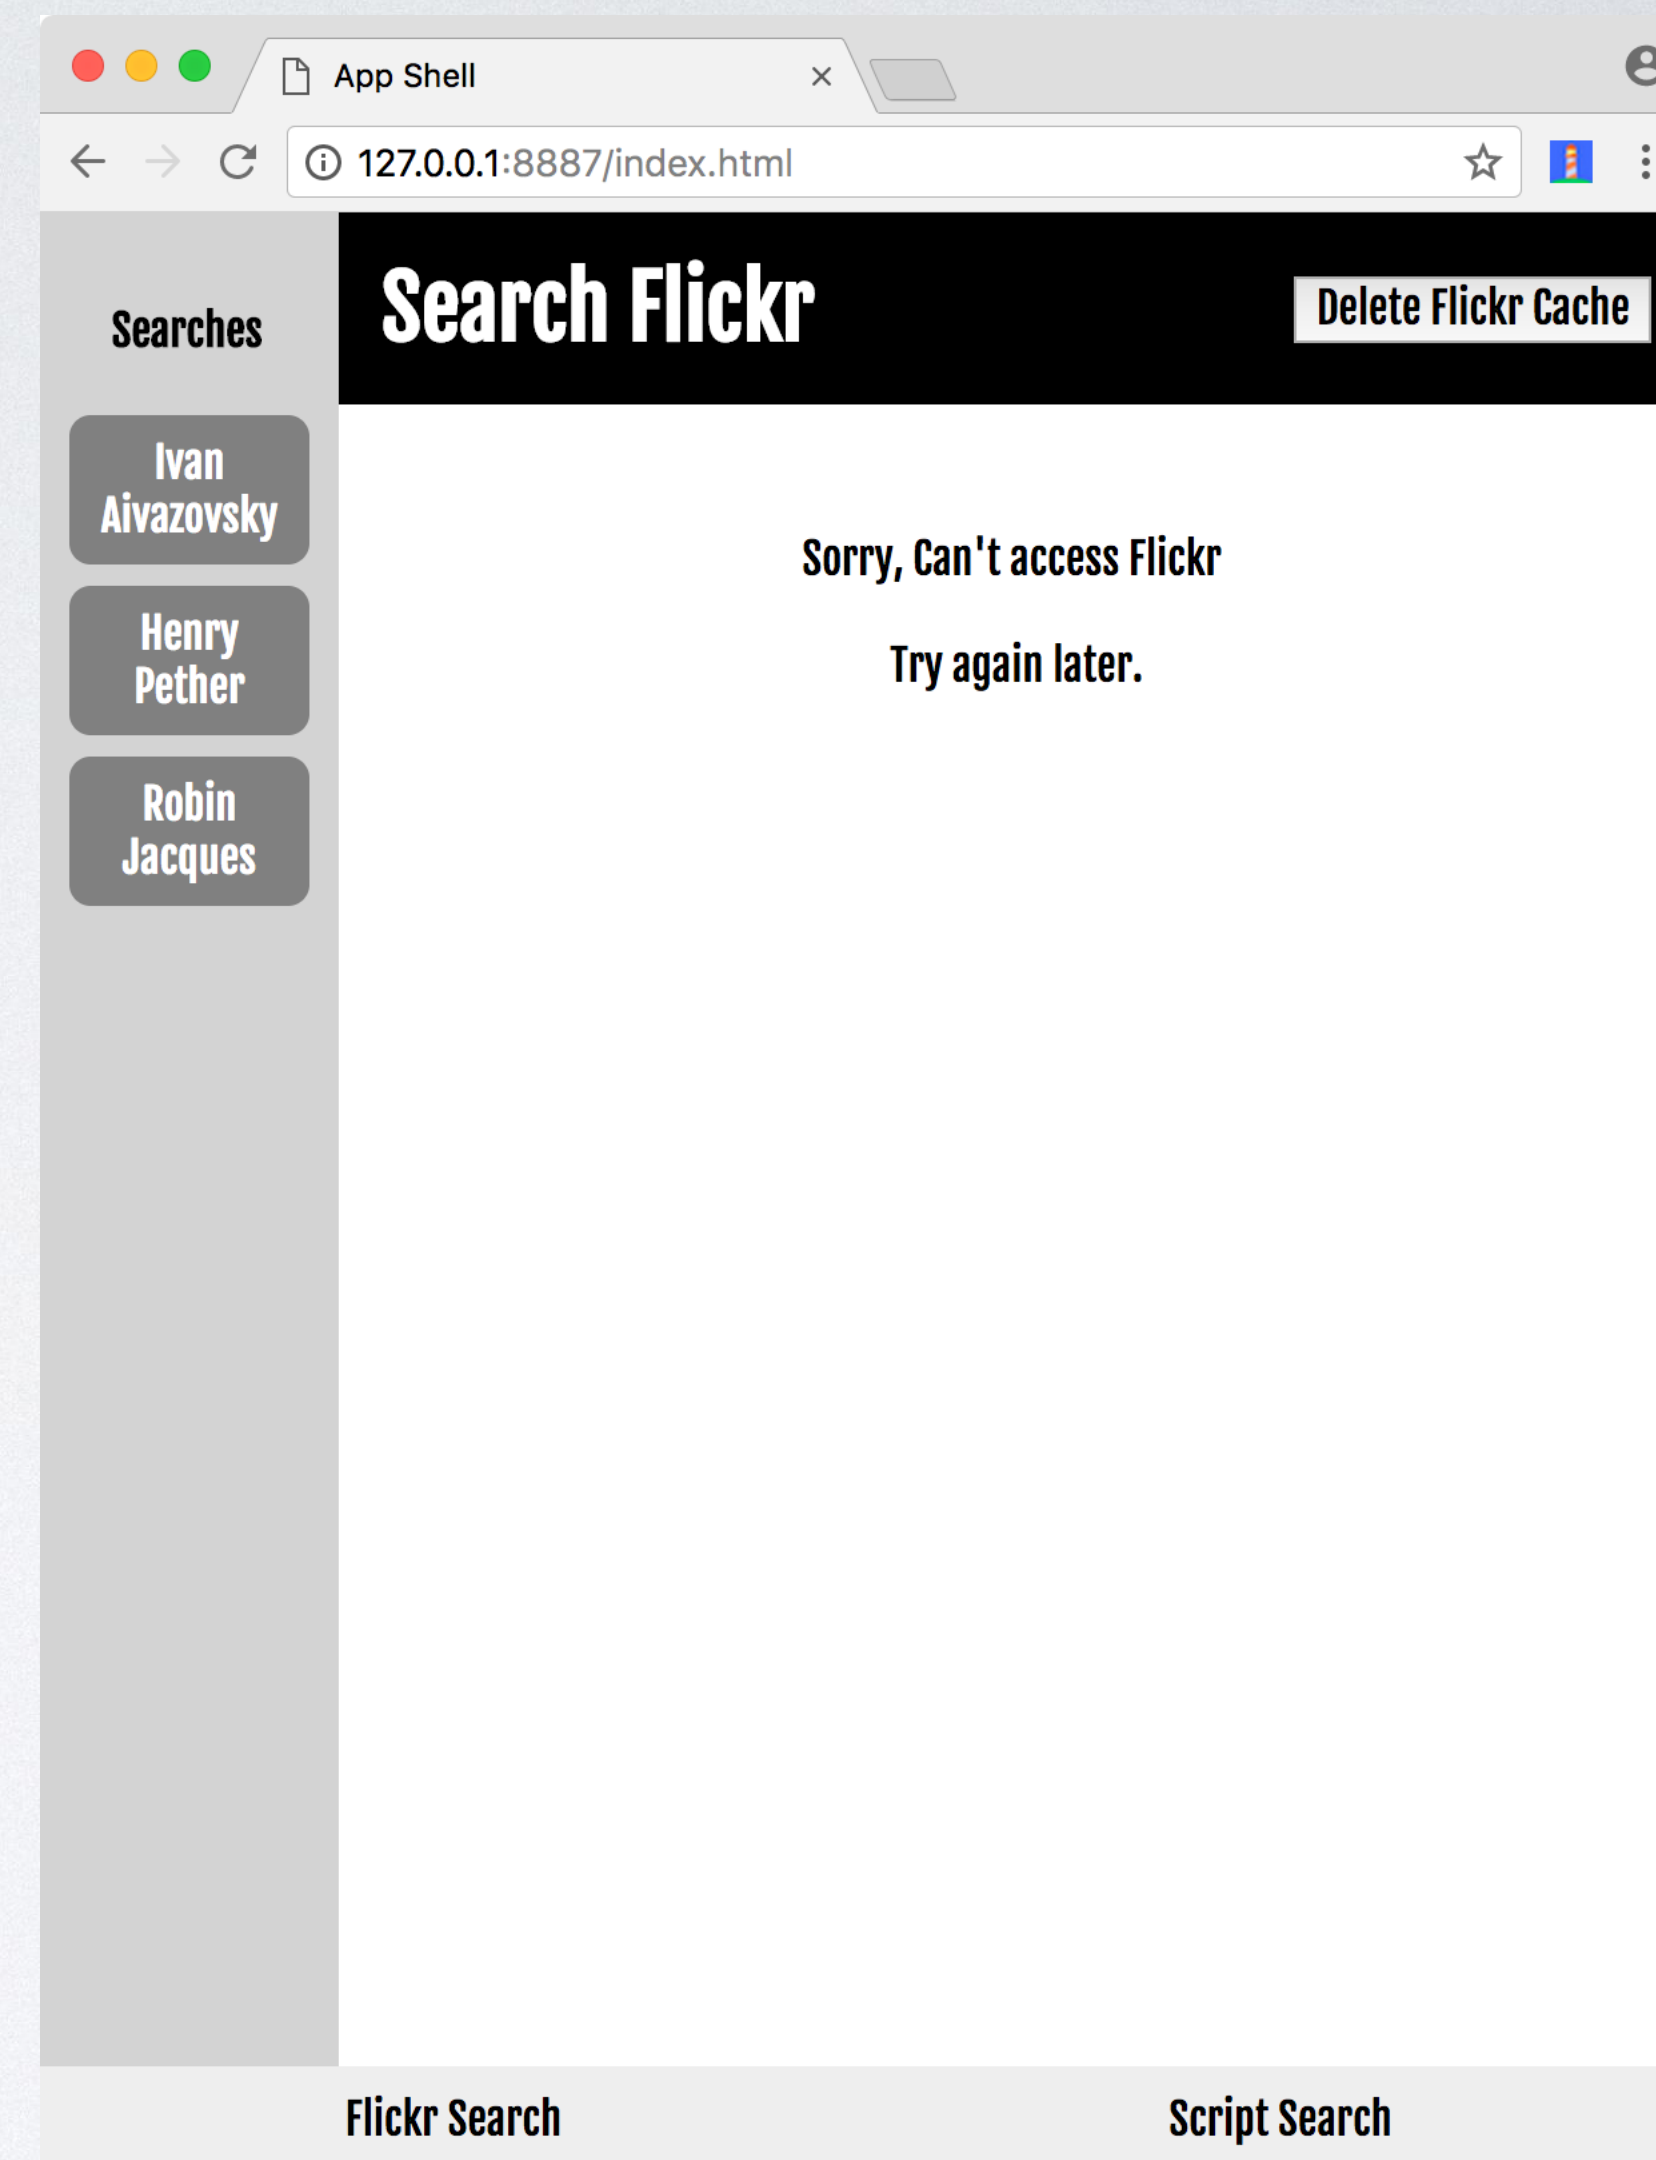 App Shell
127.0.0.1:8887/index.html
Searches
Search Flickr
Delete Flickr Cache
Ivan
Aivazovsky
Henry
Pether
Robin
Jacques
Sorry, Can't access Flickr
Try again later.
Flickr Search
Script Search